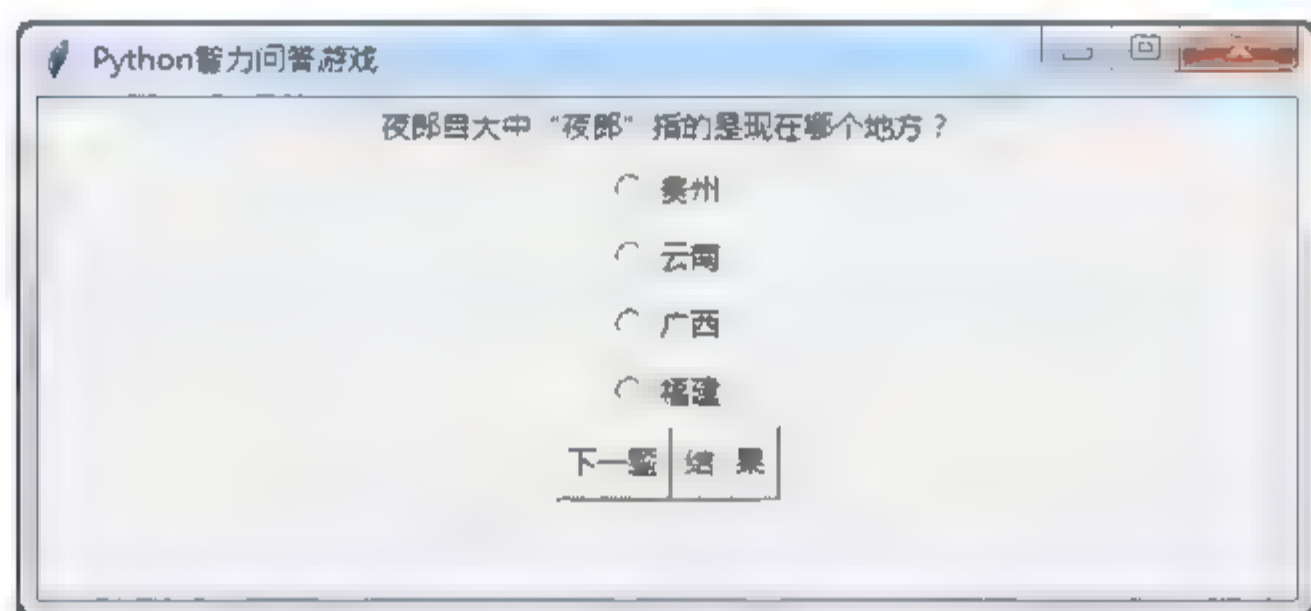 Python智力问答游戏
夜郎自大中“夜郎”指的是现在哪个地方？
贵州
云南
广西
福建
下一题 结 果